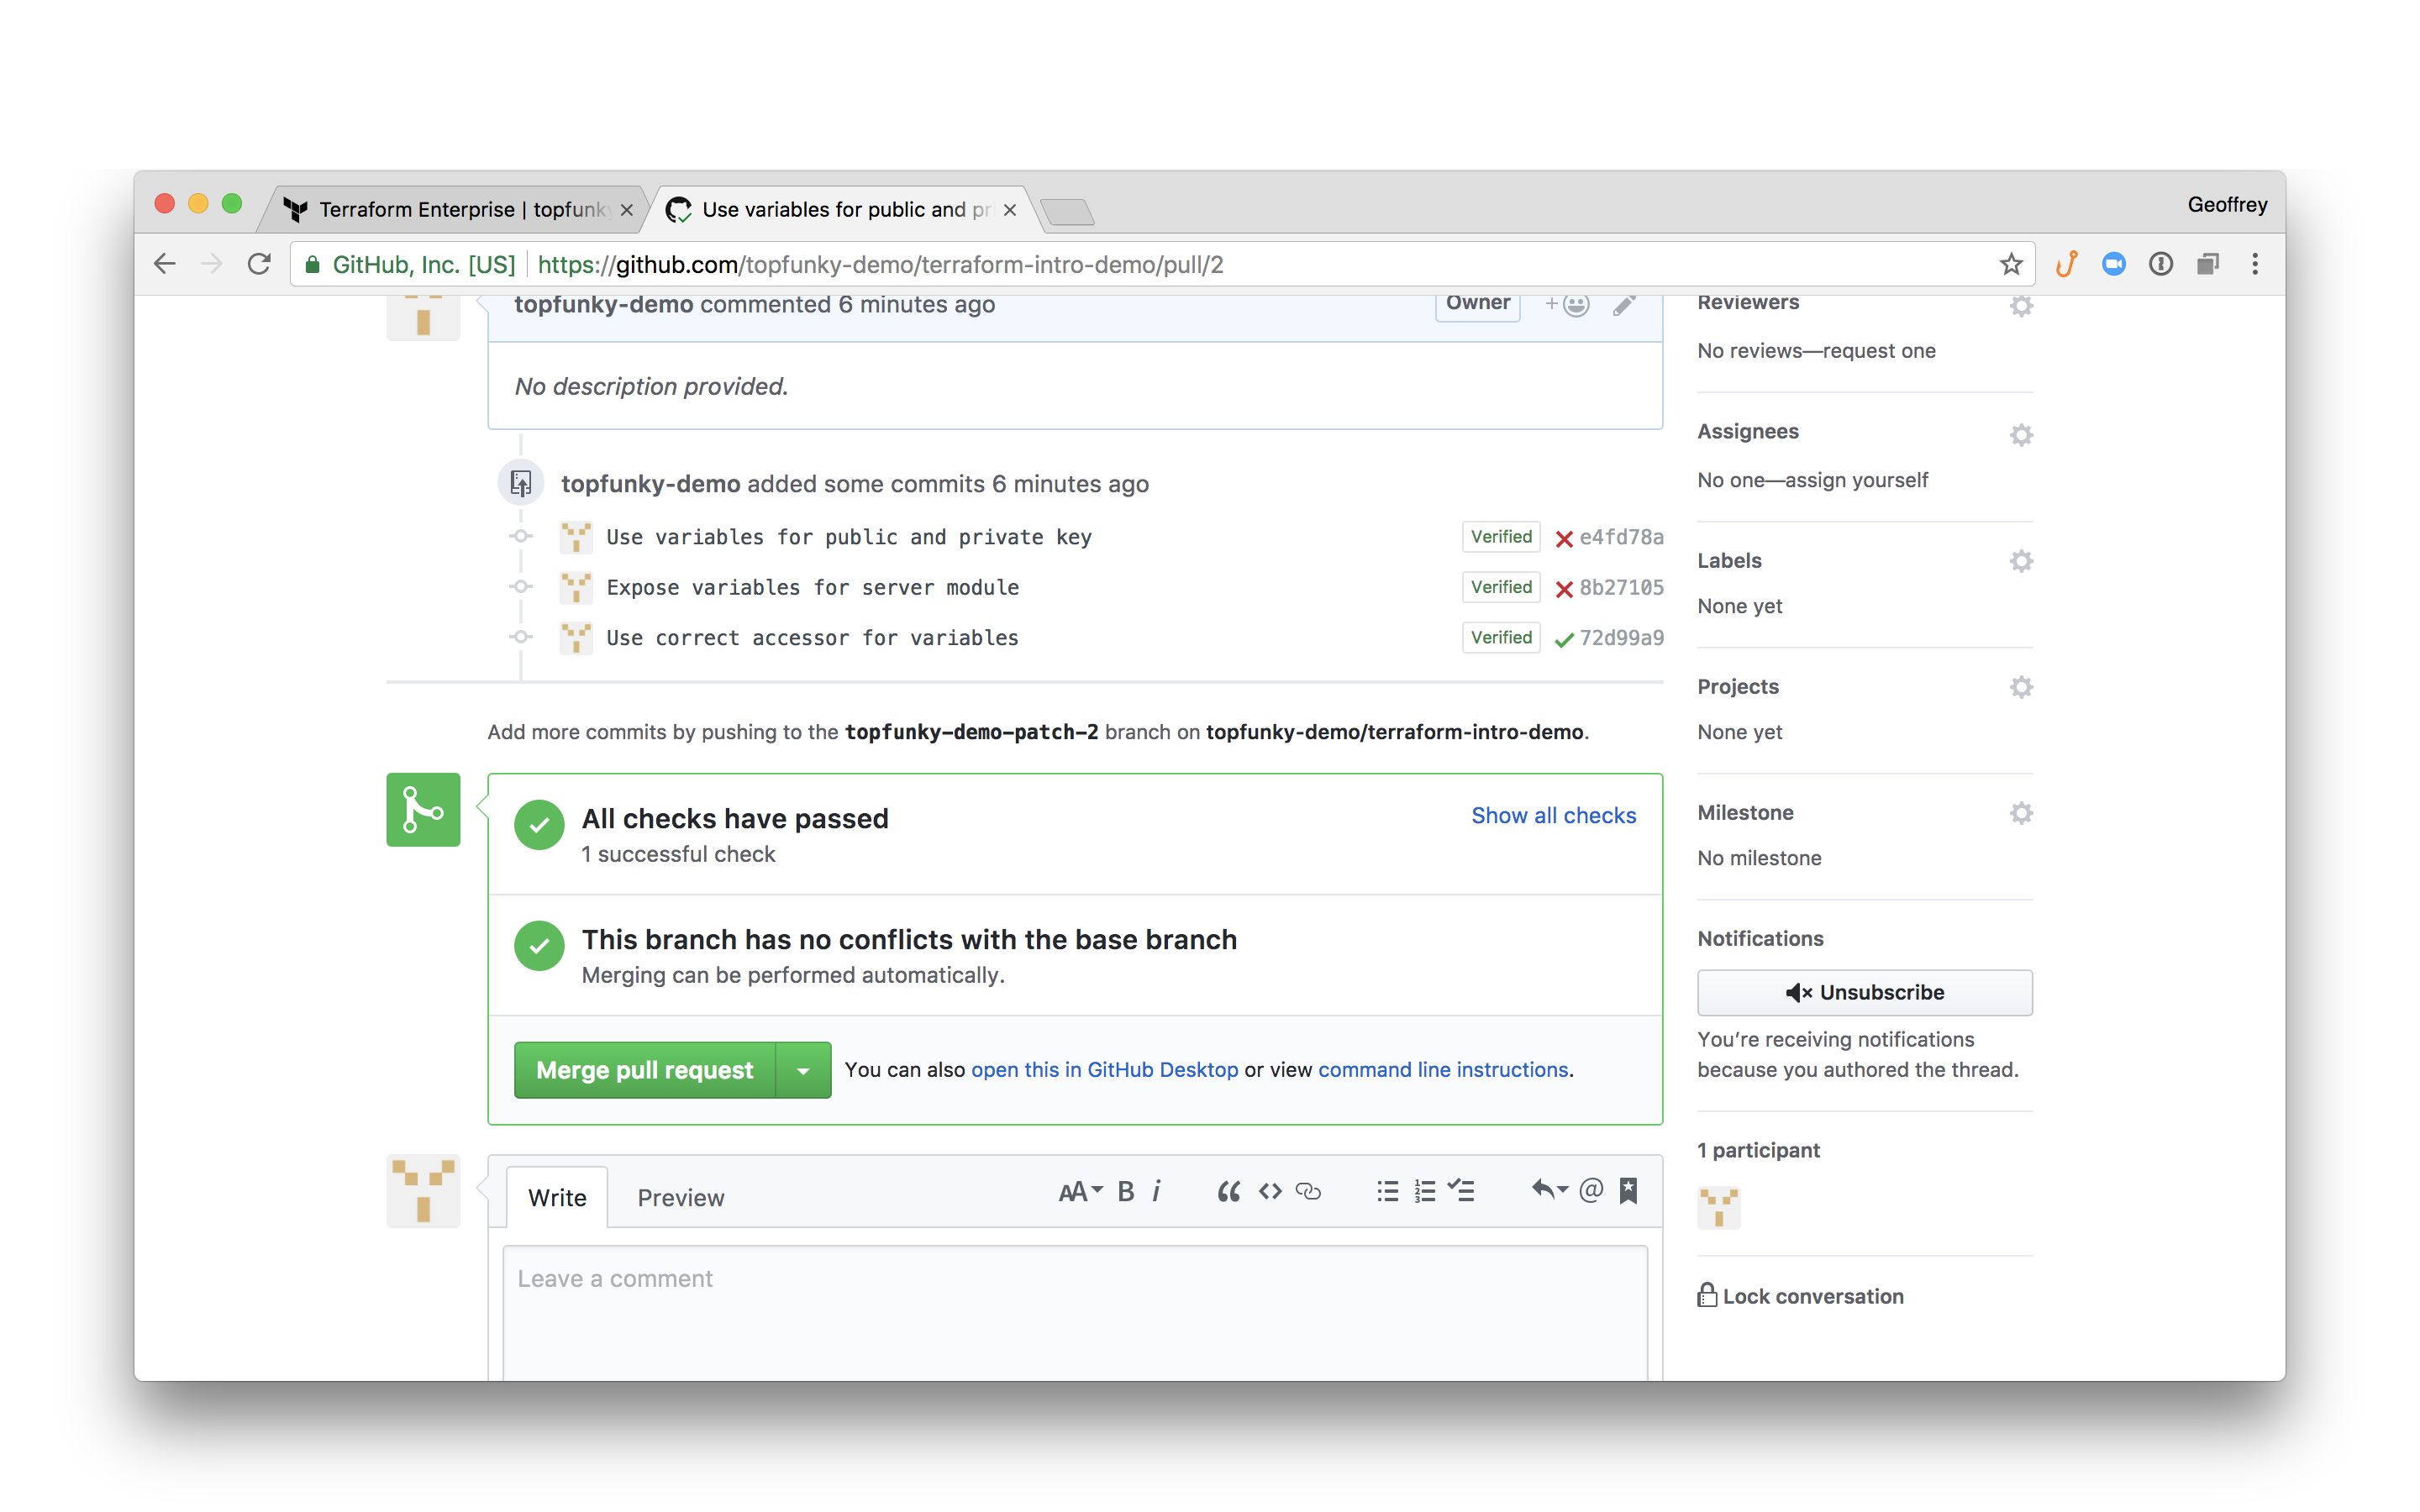 Terraform Enterprise | topfunky
Use variables for public and pr
Geoffrey
GitHub, Inc. [US] https://github.com/topfunky-demo/terraform-intro-demo/pull/2
topfunky-demo commented 6 minutes ago
Owner
No description provided.
topfunky-demo added some commits 6 minutes ago
Use variables for public and private key Verified e4fd78a
Expose variables for server module Verified 8b27105
Use correct accessor for variables Verified 72d99a9
Add more commits by pushing to the topfunky-demo-patch-2 branch on topfunky-demo/terraform-intro-demo.
All checks have passed
Show all checks
1 successful check
This branch has no conflicts with the base branch
Merging can be performed automatically.
Merge pull request
You can also open this in GitHub Desktop or view command line instructions.
Write Preview
AA B i
Leave a comment
Reviewers
No reviews—request one
Assignees
No one—assign yourself
Labels
None yet
Projects
None yet
Milestone
No milestone
Notifications
Unsubscribe
You’re receiving notifications
because you authored the thread.
1 participant
Lock conversation